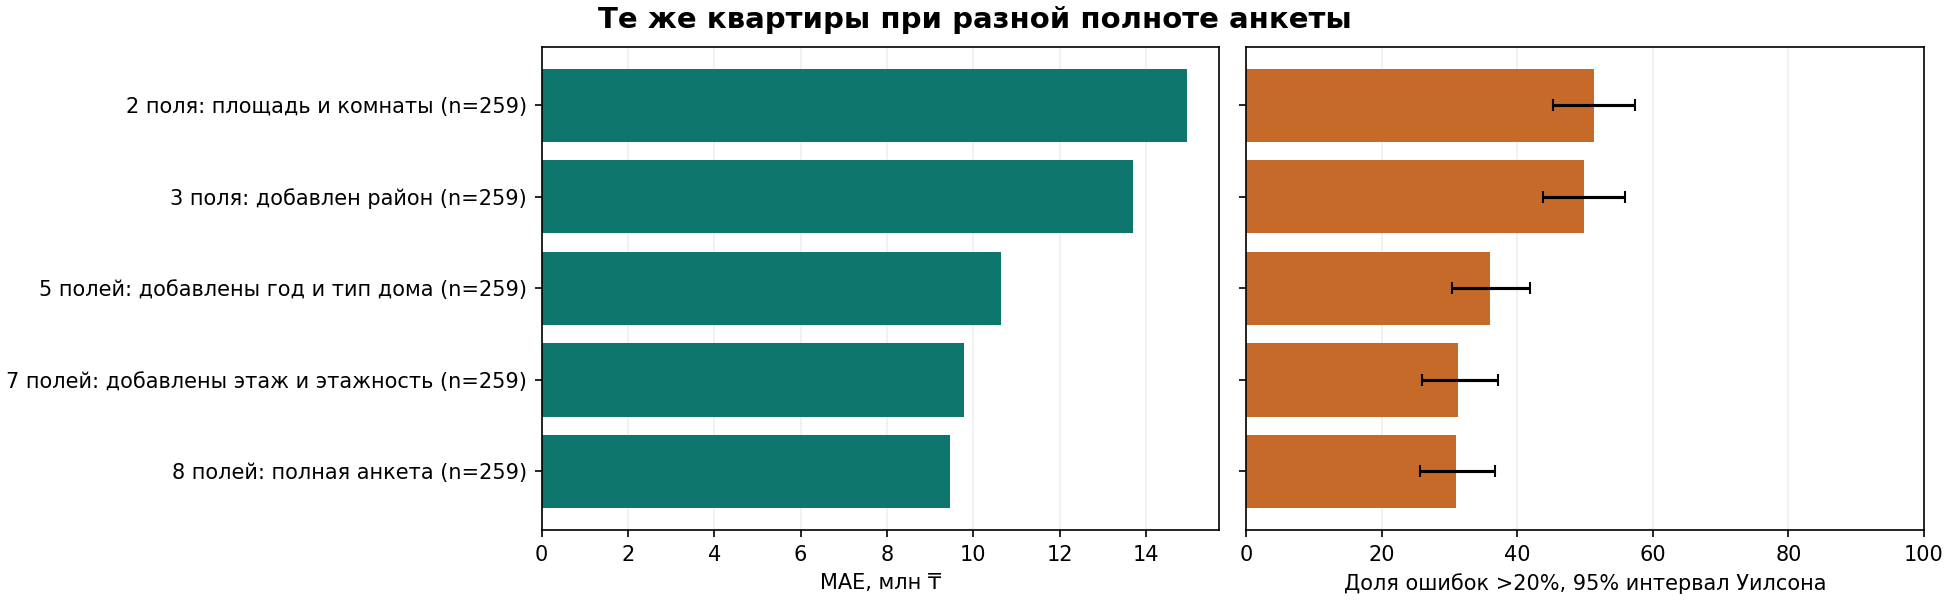 Те же квартиры при разной полноте анкеты
2 поля: площадь и комнаты (n=259)
3 поля: добавлен район (n=259)
5 полей: добавлены год и тип дома (n=259)
7 полей: добавлены этаж и этажность (n=259)
8 полей: полная анкета (n=259)
0 2 4 6 8 10 12 14
MAE, млн ₸
0 20 40 60 80 100
Доля ошибок >20%, 95% интервал Уилсона